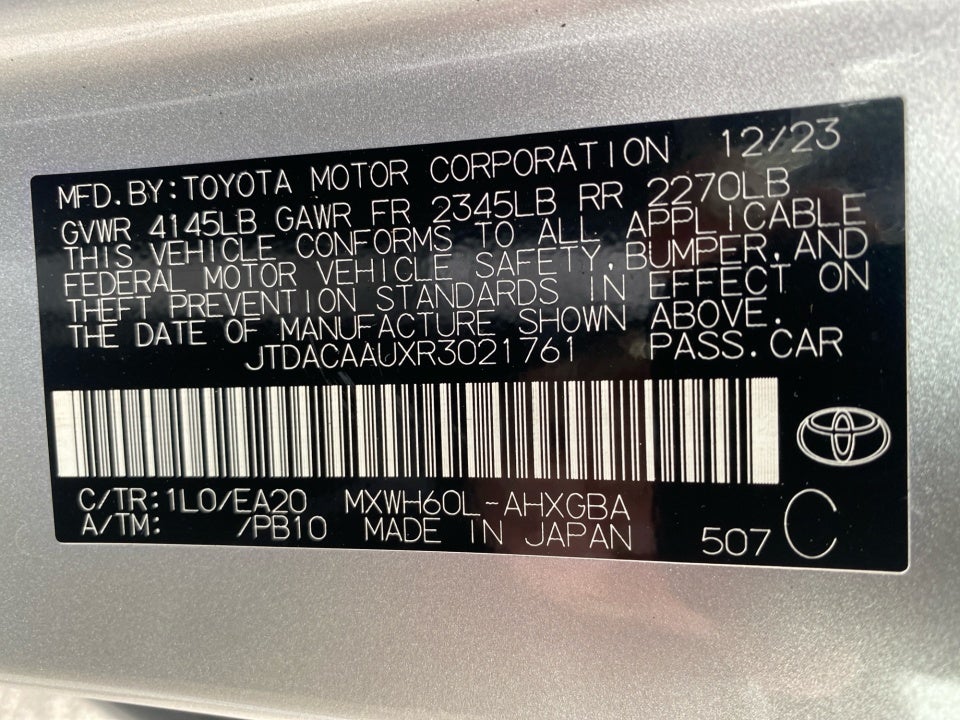 MFD. BY: TOYOTA MOTOR CORPORATION 12/23
GVWR 4145LB GAWR FR 2345LB RR 2270LB
THIS VEHICLE CONFORMS TO ALL APPLICABLE
FEDERAL MOTOR VEHICLE SAFETY, BUMPER, AND
THEFT PREVENTION STANDARDS IN EFFECT ON
THE DATE OF MANUFACTURE SHOWN ABOVE.
JTDACAAUXR3021761 PASS. CAR
C/TR: 1L0/EA20 MXWH60L-AHXGBA
A/TM: /PB10 MADE IN JAPAN 507 C